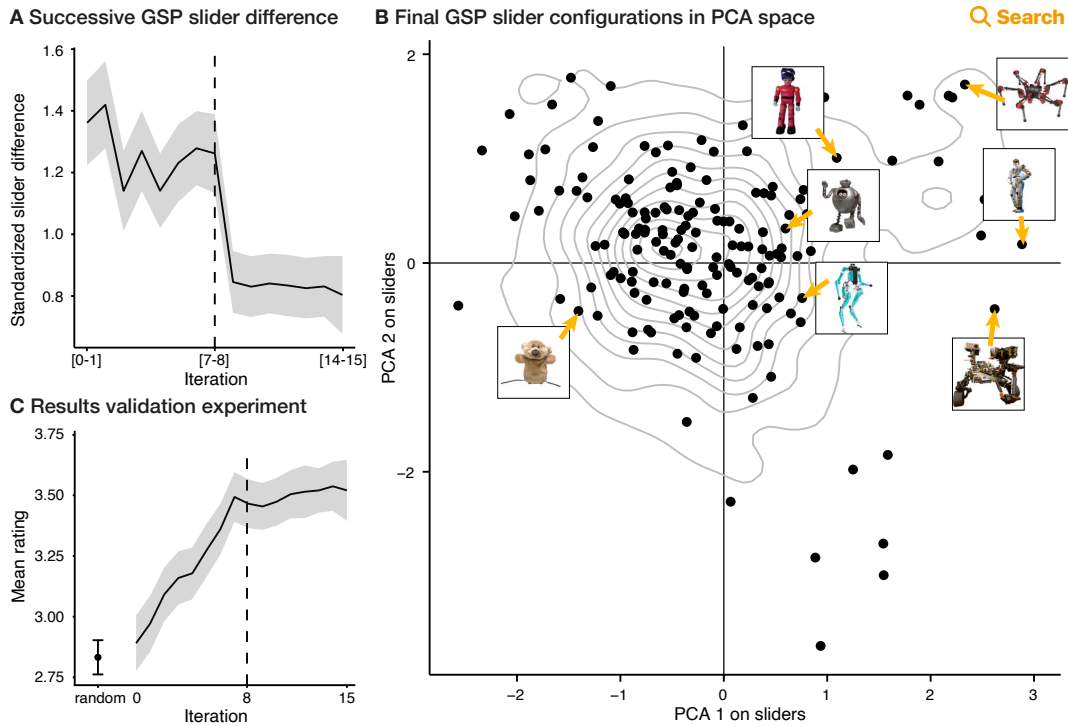 A Successive GSP slider difference
Standardized slider difference
1.6
1.4
1.2
1.0
0.8
[0-1]
[7-8]
[14-15]
Iteration
B Final GSP slider configurations in PCA space
Search
PCA 2 on sliders
2
0
−2
−2
−1
0
1
2
3
PCA 1 on sliders
C Results validation experiment
Mean rating
3.75
3.50
3.25
3.00
2.75
random
0
8
15
Iteration